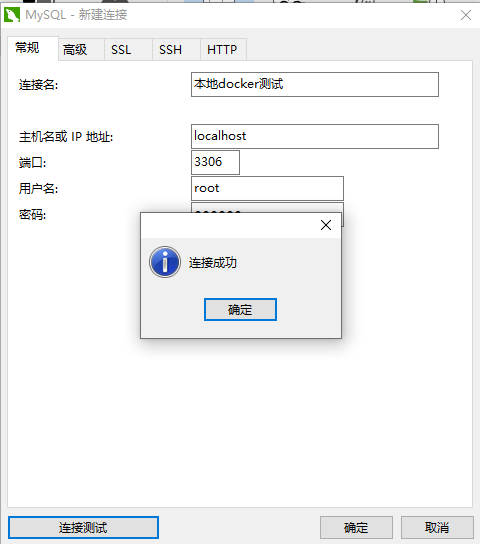 MySQL - 新建连接
常规 高级 SSL SSH HTTP
连接名: 本地docker测试
主机名或 IP 地址: localhost
端口: 3306
用户名: root
密码:
连接成功
确定
连接测试 确定 取消